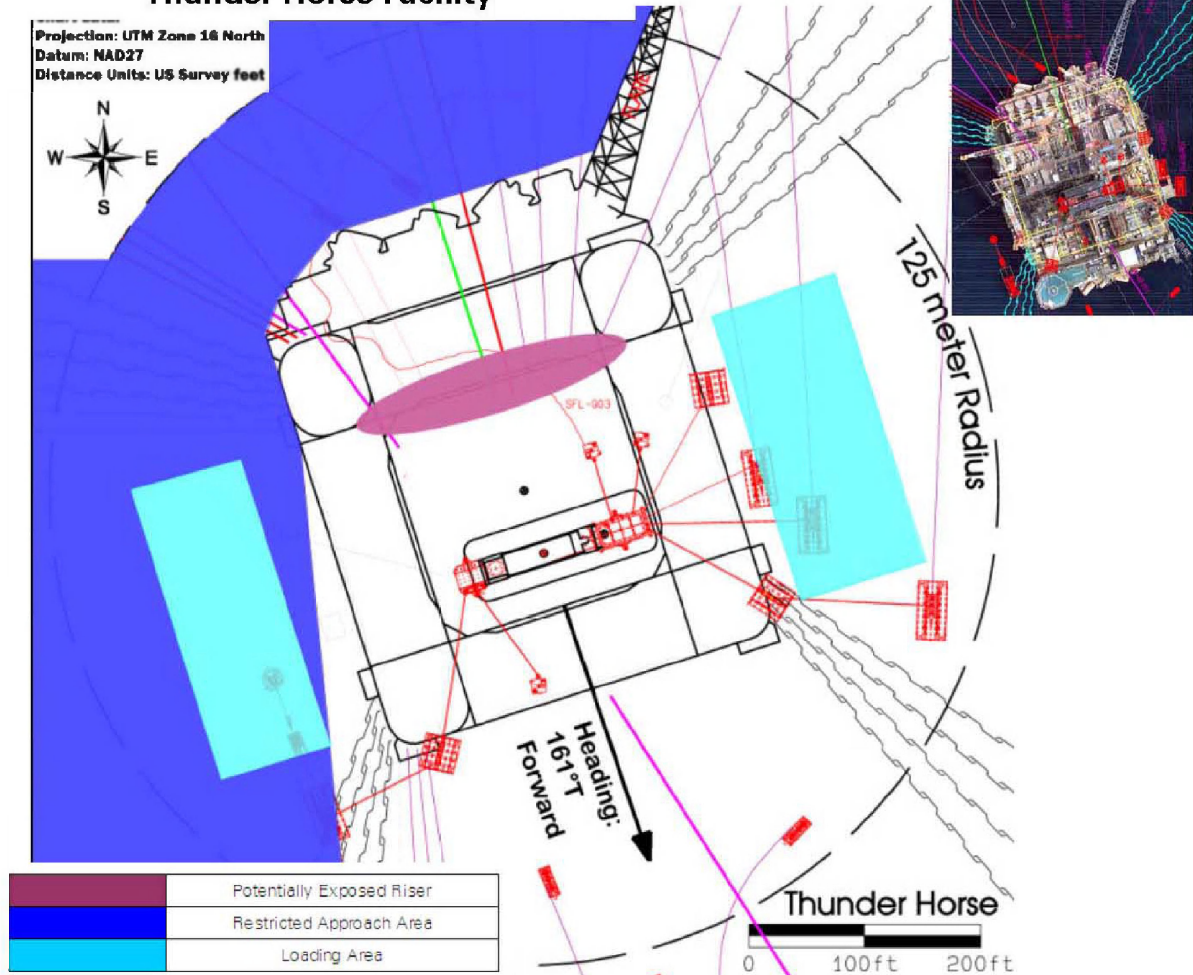 Thunder Horse Facility
Projection: UTM Zone 16 North
Datum: NAD27
Distance Units: US Survey feet
N
W E
S
125 meter Radius
SFL-G03
Heading:
161°T
Forward
Potentially Exposed Riser
Restricted Approach Area
Loading Area
Thunder Horse
0 100ft 200ft